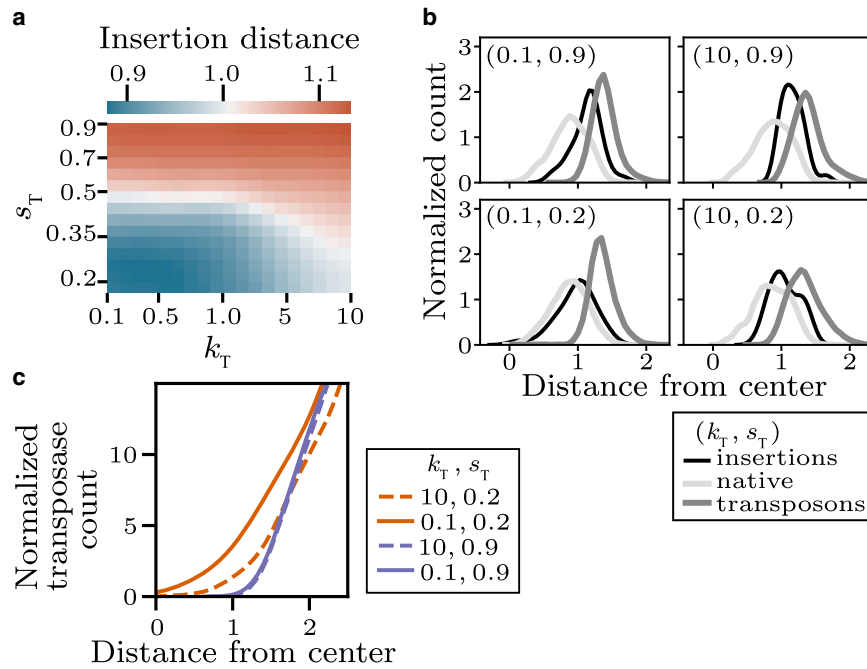 a
Insertion distance
0.9 1.0 1.1
s_T
0.9
0.7
0.5
0.35
0.2
0.1 0.5 1.0 5 10
k_T
b
Normalized count
(0.1, 0.9)
(10, 0.9)
3
2
1
0
(0.1, 0.2)
(10, 0.2)
3
2
1
0
0 1 2
0 1 2
Distance from center
(k_T, s_T)
insertions
native
transposons
c
Normalized
transposase
count
10
5
0
0 1 2
Distance from center
k_T, s_T
10, 0.2
0.1, 0.2
10, 0.9
0.1, 0.9